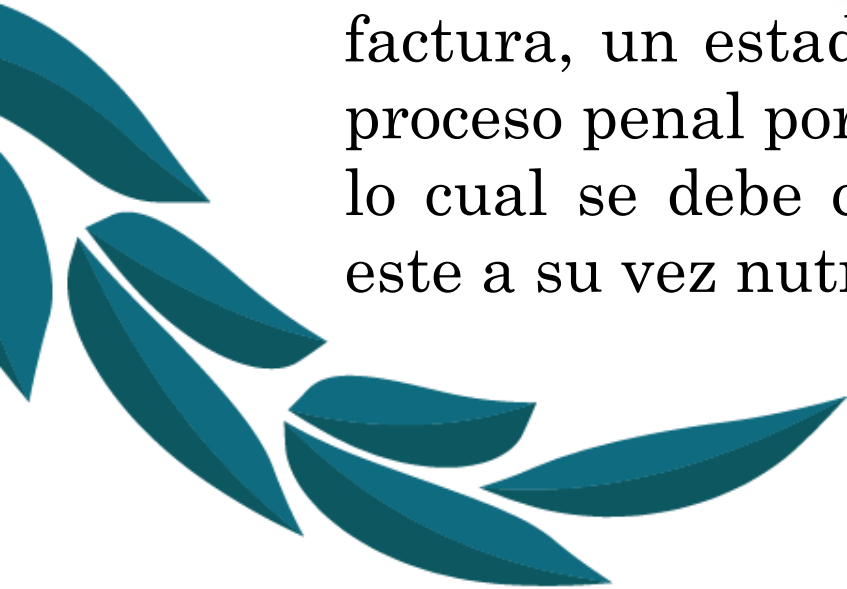 factura, un estad
proceso penal por
lo cual se debe
este a su vez nutr